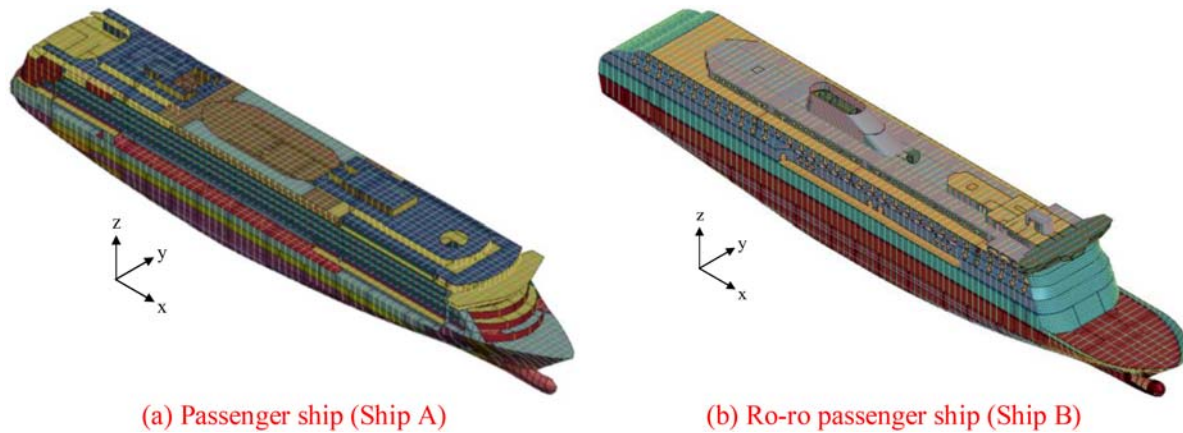 z
y
x
z
y
x
(a) Passenger ship (Ship A)
(b) Ro-ro passenger ship (Ship B)